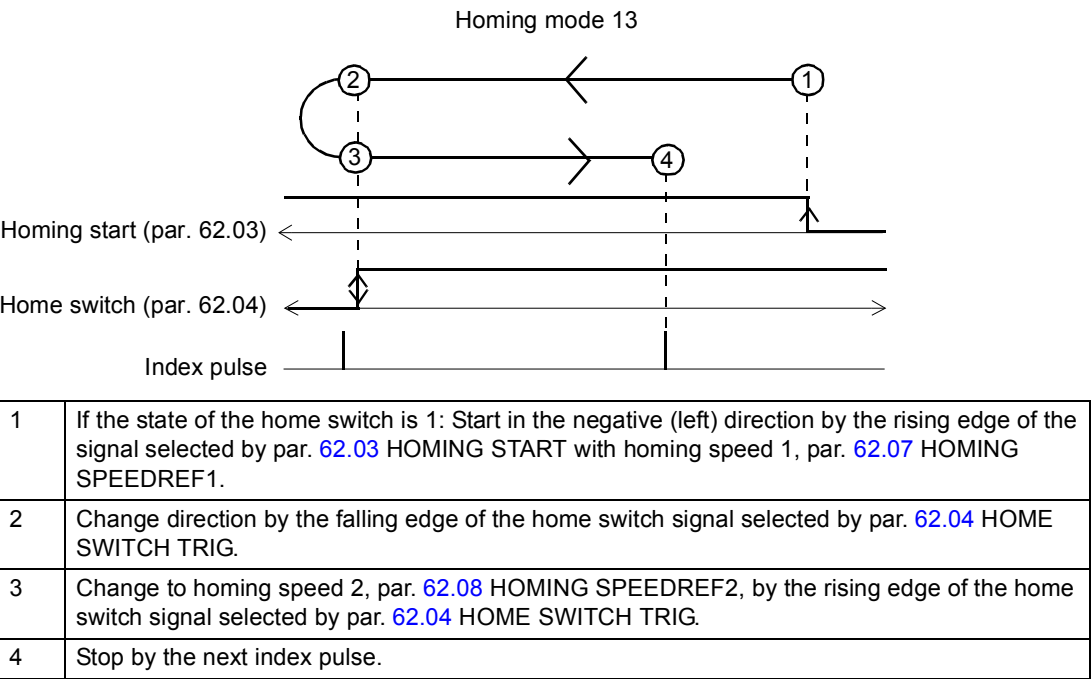 Homing mode 13
2
1
3
4
Homing start (par. 62.03)
Home switch (par. 62.04)
Index pulse
1 If the state of the home switch is 1: Start in the negative (left) direction by the rising edge of the
signal selected by par. 62.03 HOMING START with homing speed 1, par. 62.07 HOMING
SPEEDREF1.
2 Change direction by the falling edge of the home switch signal selected by par. 62.04 HOME
SWITCH TRIG.
3 Change to homing speed 2, par. 62.08 HOMING SPEEDREF2, by the rising edge of the home
switch signal selected by par. 62.04 HOME SWITCH TRIG.
4 Stop by the next index pulse.